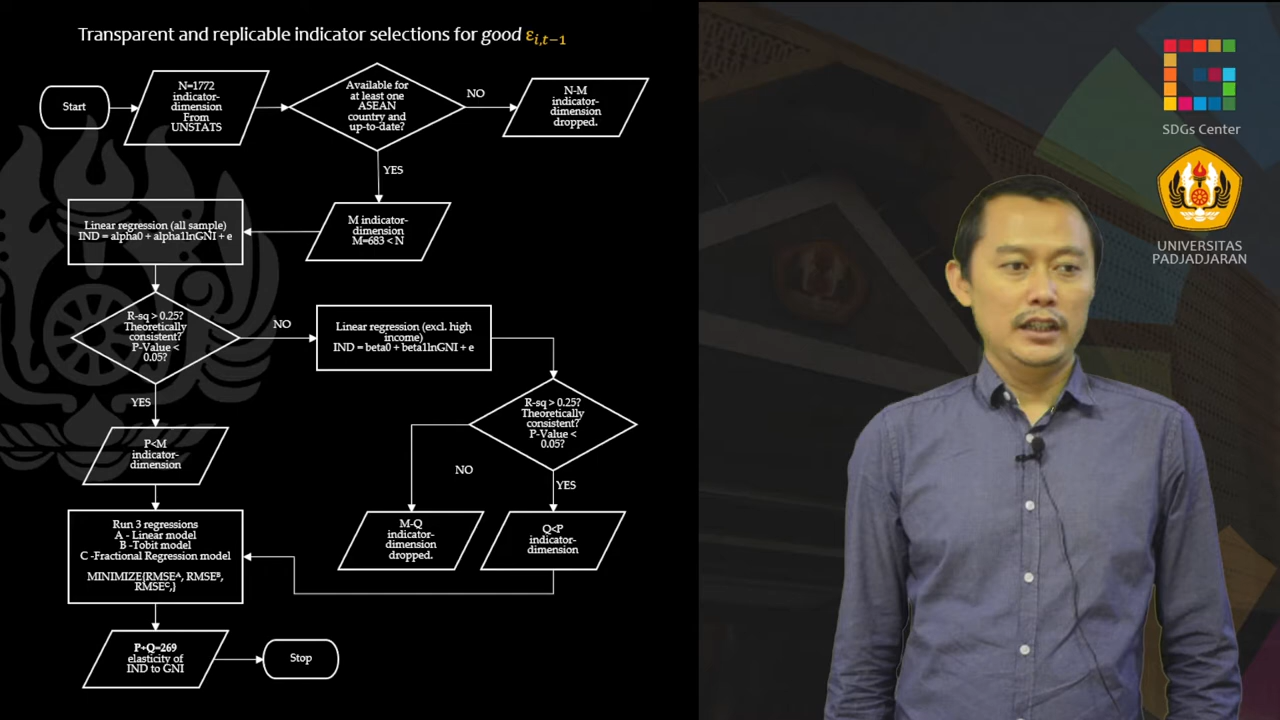 Transparent and replicable indicator selections for good ε_{i,t−1}
Start
N=1772
indicator-
dimension
From
UNSTATS
Available for
at least one
ASEAN
country and
up-to-date?
NO
N-M
indicator-
dimension
dropped.
YES
M indicator-
dimension
M=683 < N
Linear regression (all sample)
IND = alpha0 + alpha1lnGNI + e
R-sq > 0.25?
Theoretically
consistent?
P-Value <
0.05?
NO
Linear regression (excl. high
income)
IND = beta0 + beta1lnGNI + e
R-sq > 0.25?
Theoretically
consistent?
P-Value <
0.05?
YES
P<M
indicator-
dimension
NO
YES
M-Q
indicator-
dimension
dropped.
Q<P
indicator-
dimension
Run 3 regressions
A - Linear model
B -Tobit model
C -Fractional Regression model
MINIMIZE{RMSEᴬ, RMSEᴮ,
RMSEᶜ,}
P+Q=269
elasticity of
IND to GNI
Stop
SDGs Center
UNIVERSITAS
PADJADJARAN